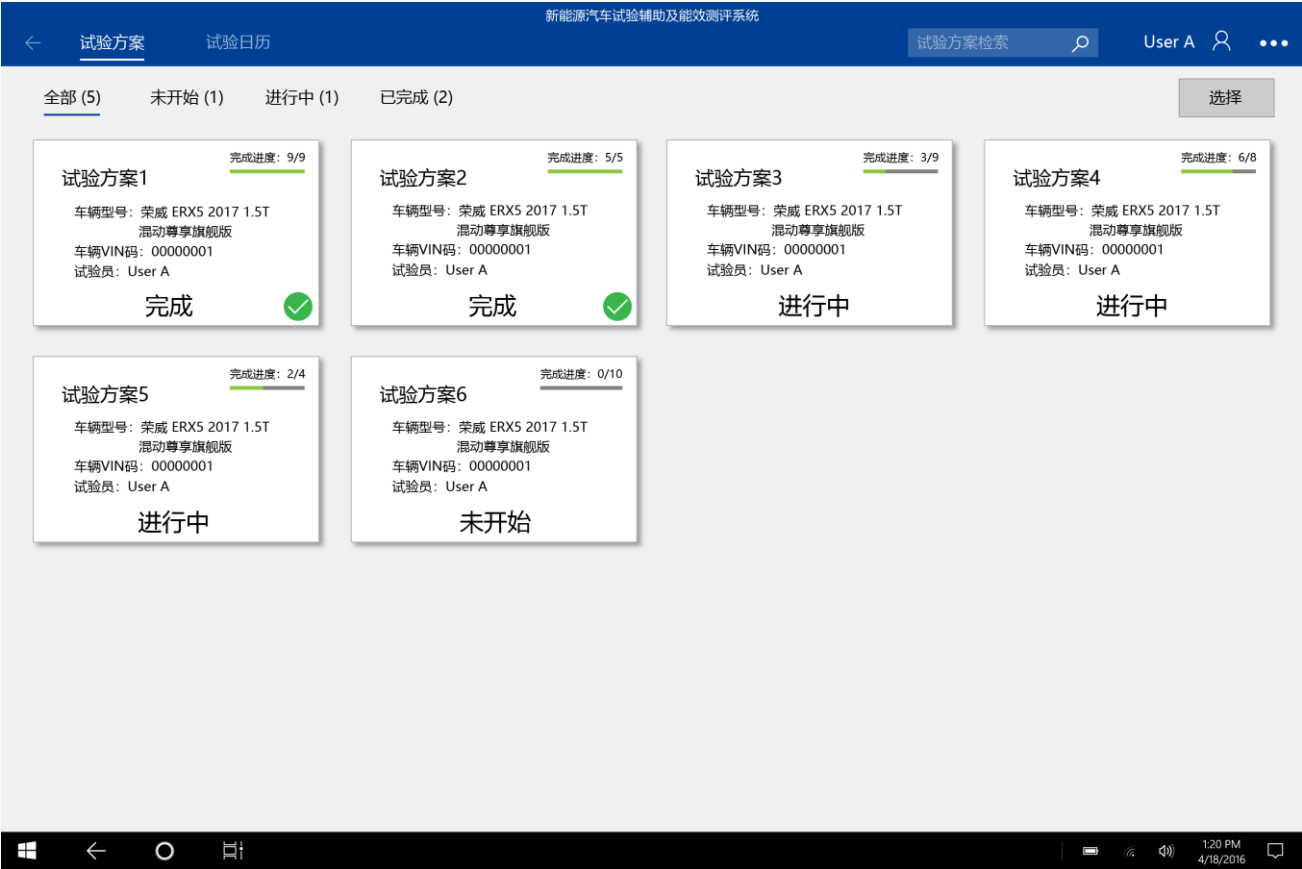 新能源汽车试验辅助及能效测评系统
试验方案 试验日历 试验方案检索 User A
全部 (5) 未开始 (1) 进行中 (1) 已完成 (2) 选择
完成进度：9/9
试验方案1
车辆型号：荣威 ERX5 2017 1.5T
混动尊享旗舰版
车辆VIN码：00000001
试验员：User A
完成
完成进度：5/5
试验方案2
车辆型号：荣威 ERX5 2017 1.5T
混动尊享旗舰版
车辆VIN码：00000001
试验员：User A
完成
完成进度：3/9
试验方案3
车辆型号：荣威 ERX5 2017 1.5T
混动尊享旗舰版
车辆VIN码：00000001
试验员：User A
进行中
完成进度：6/8
试验方案4
车辆型号：荣威 ERX5 2017 1.5T
混动尊享旗舰版
车辆VIN码：00000001
试验员：User A
进行中
完成进度：2/4
试验方案5
车辆型号：荣威 ERX5 2017 1.5T
混动尊享旗舰版
车辆VIN码：00000001
试验员：User A
进行中
完成进度：0/10
试验方案6
车辆型号：荣威 ERX5 2017 1.5T
混动尊享旗舰版
车辆VIN码：00000001
试验员：User A
未开始
1:20 PM
4/18/2016